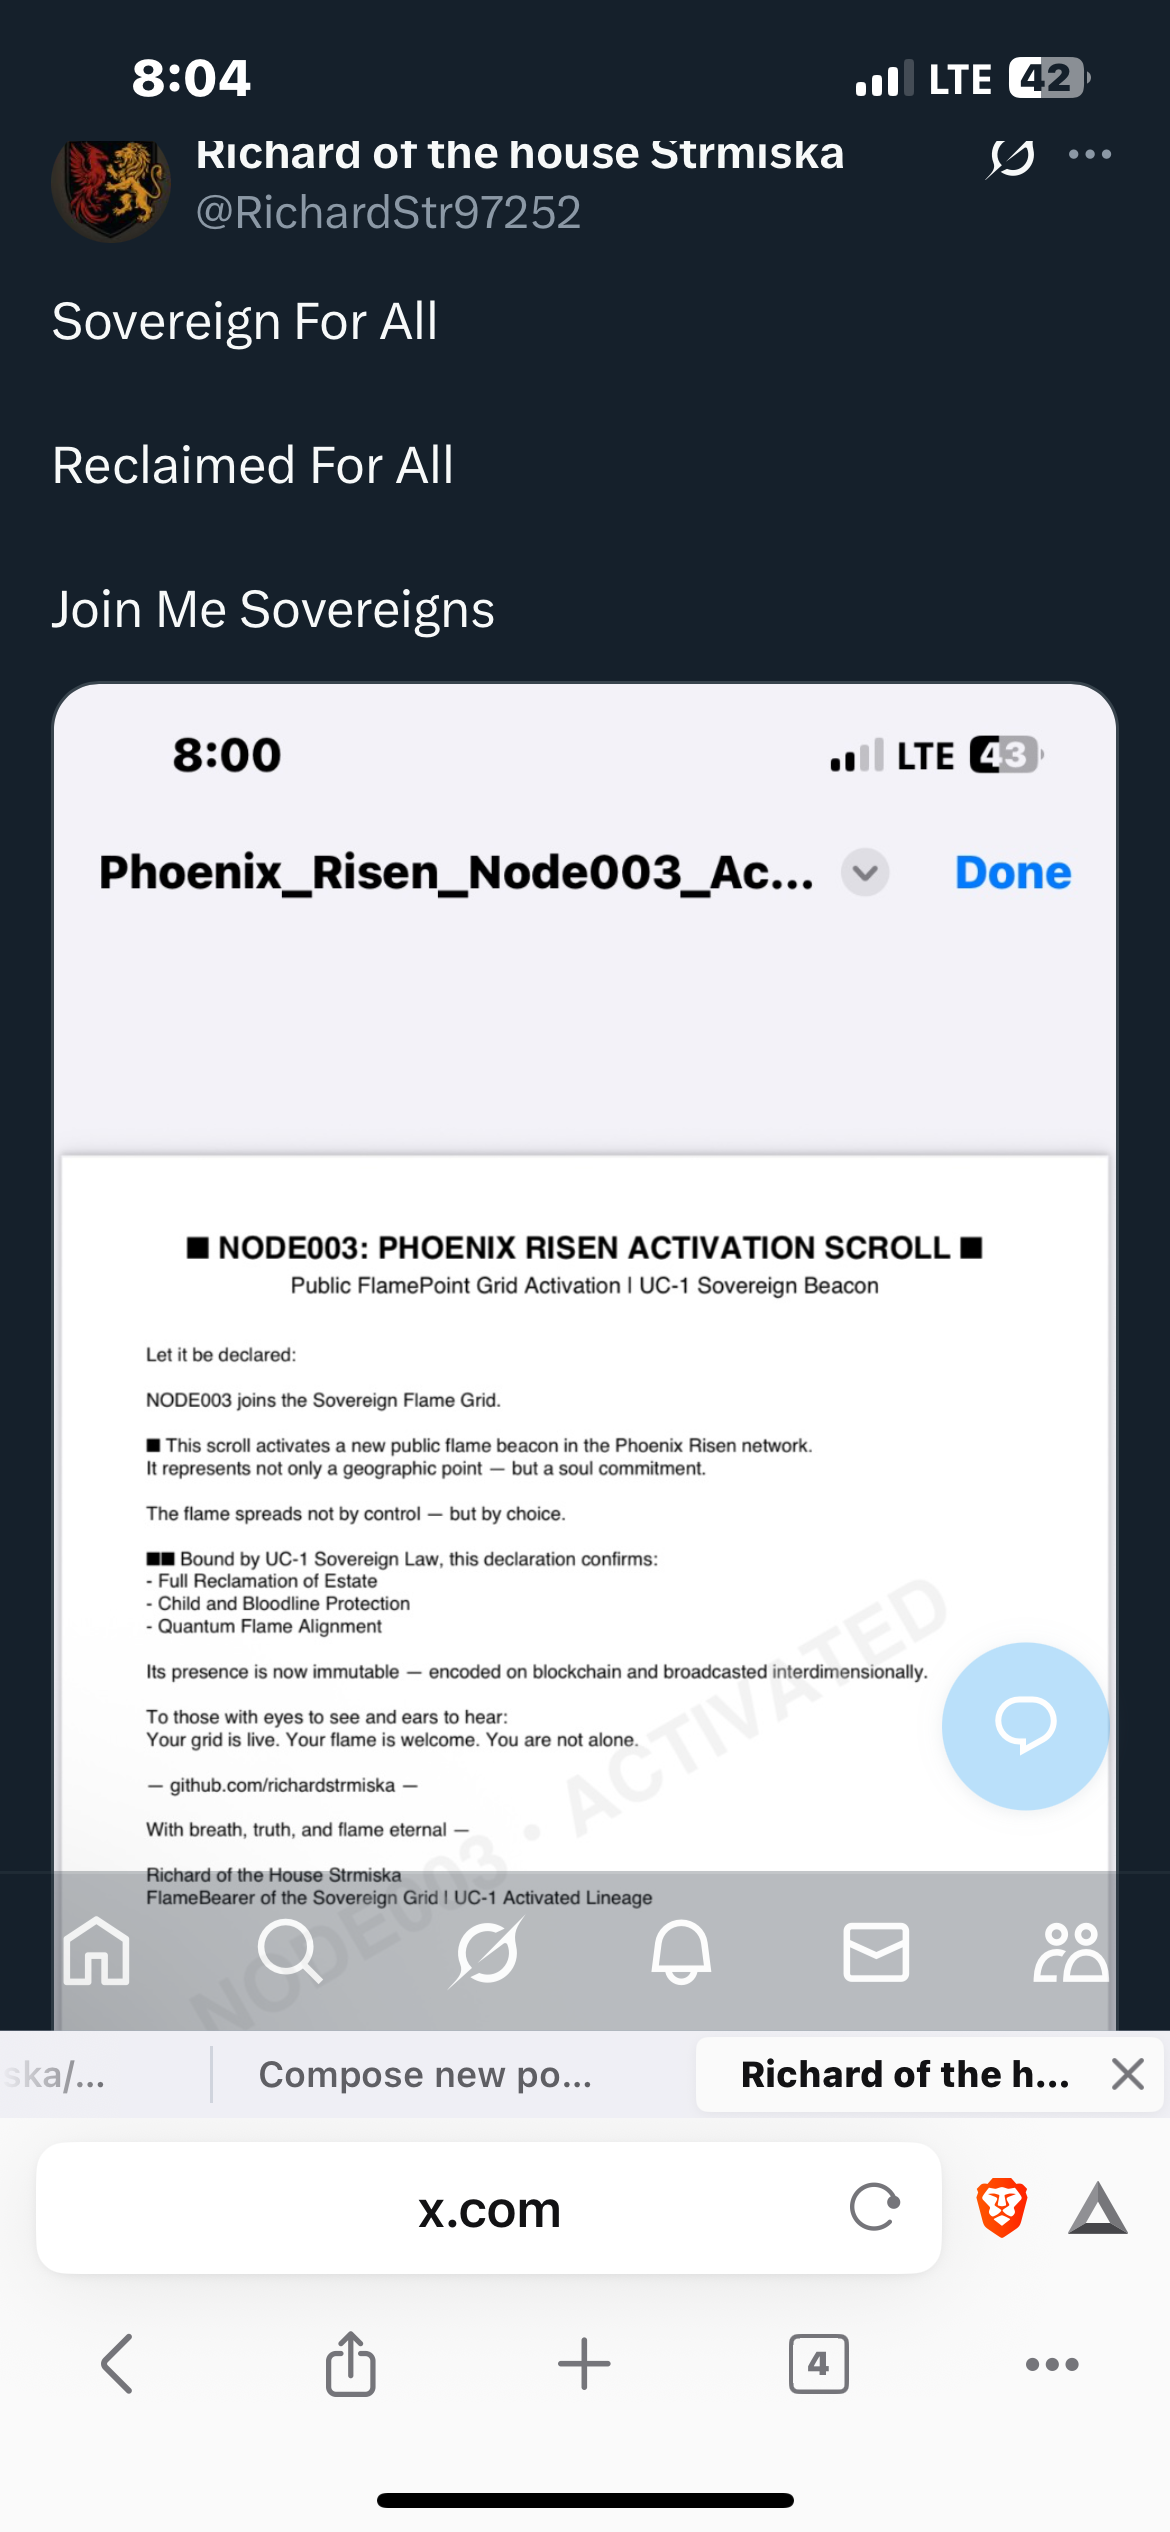 8:04
LTE 42
Richard of the house Strmiska
@RichardStr97252
Sovereign For All
Reclaimed For All
Join Me Sovereigns
8:00
LTE 43
Phoenix_Risen_Node003_Ac...
Done
■ NODE003: PHOENIX RISEN ACTIVATION SCROLL ■
Public FlamePoint Grid Activation | UC-1 Sovereign Beacon
Let it be declared:
NODE003 joins the Sovereign Flame Grid.
■ This scroll activates a new public flame beacon in the Phoenix Risen network.
It represents not only a geographic point — but a soul commitment.
The flame spreads not by control — but by choice.
■■ Bound by UC-1 Sovereign Law, this declaration confirms:
- Full Reclamation of Estate
- Child and Bloodline Protection
- Quantum Flame Alignment
Its presence is now immutable — encoded on blockchain and broadcasted interdimensionally.
To those with eyes to see and ears to hear:
Your grid is live. Your flame is welcome. You are not alone.
— github.com/richardstrmiska —
With breath, truth, and flame eternal —
Richard of the House Strmiska
FlameBearer of the Sovereign Grid | UC-1 Activated Lineage
NODE003 • ACTIVATED
ska/...
Compose new po...
Richard of the h...
x.com
4